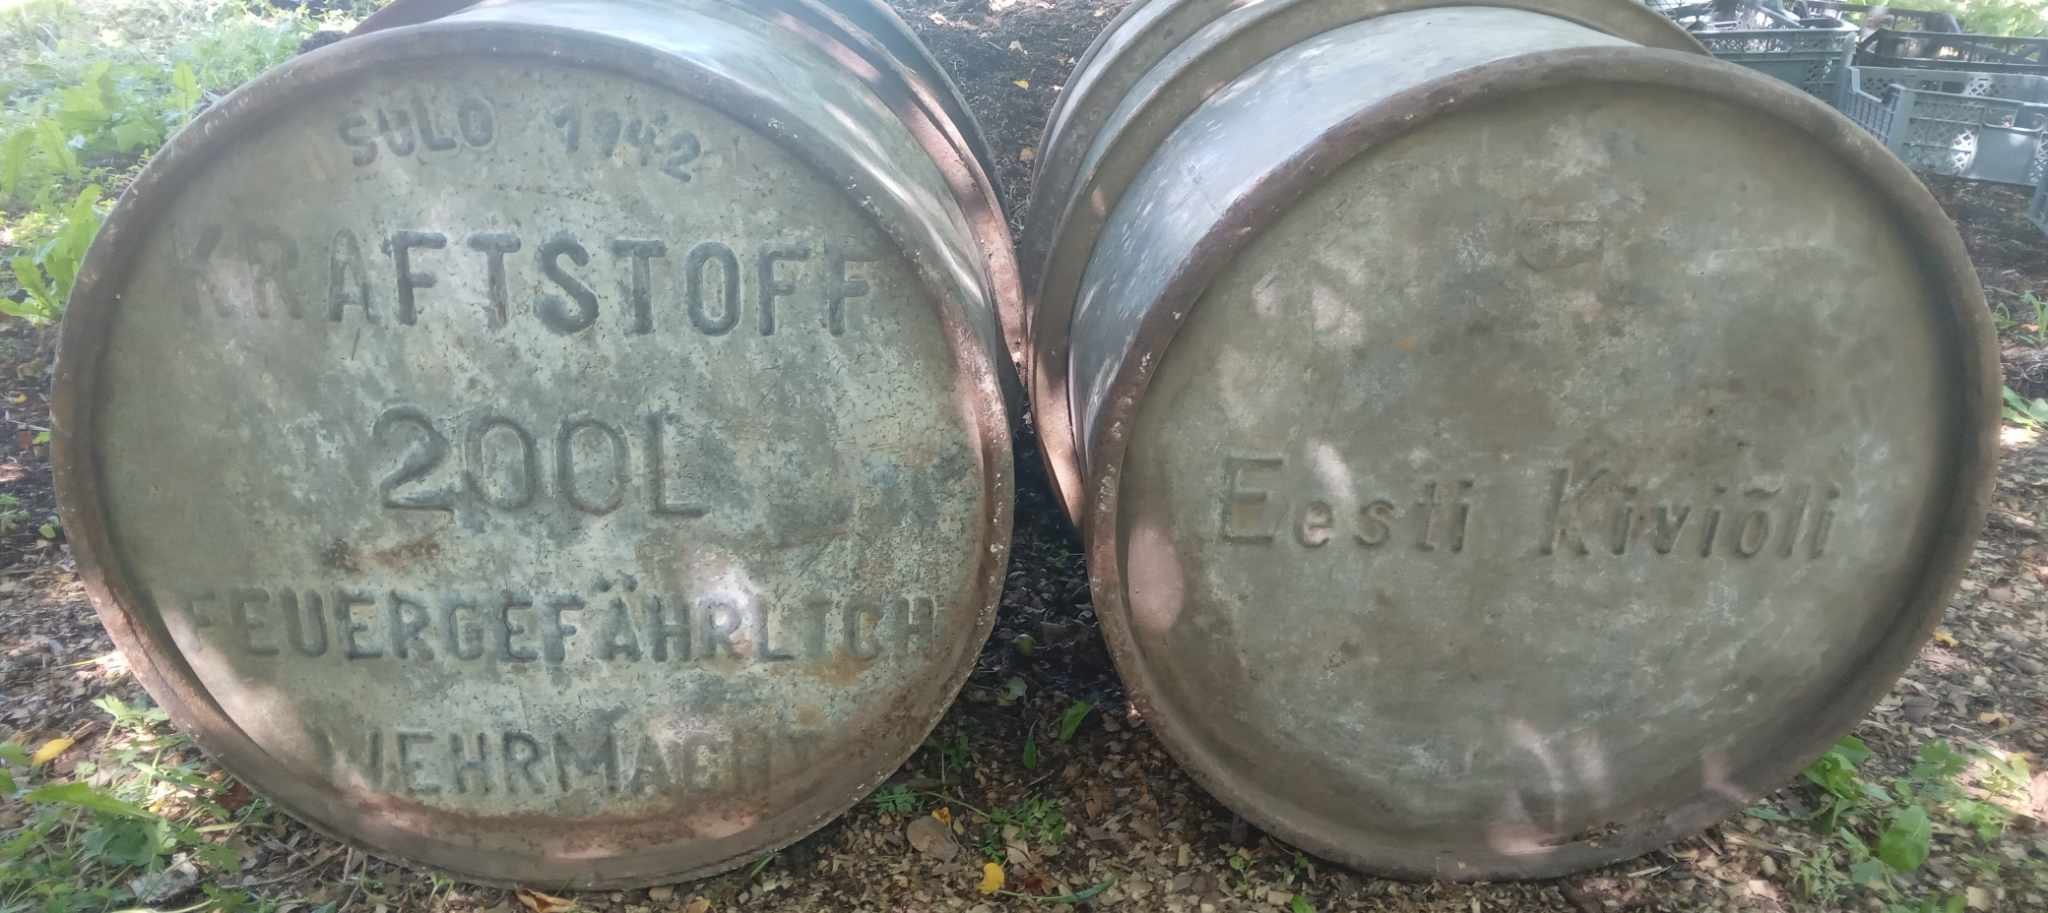 SULO 1942
KRAFTSTOFF
200L
FEUERGEFÄHRLICH
WEHRMACHT
Eesti Kiviõli